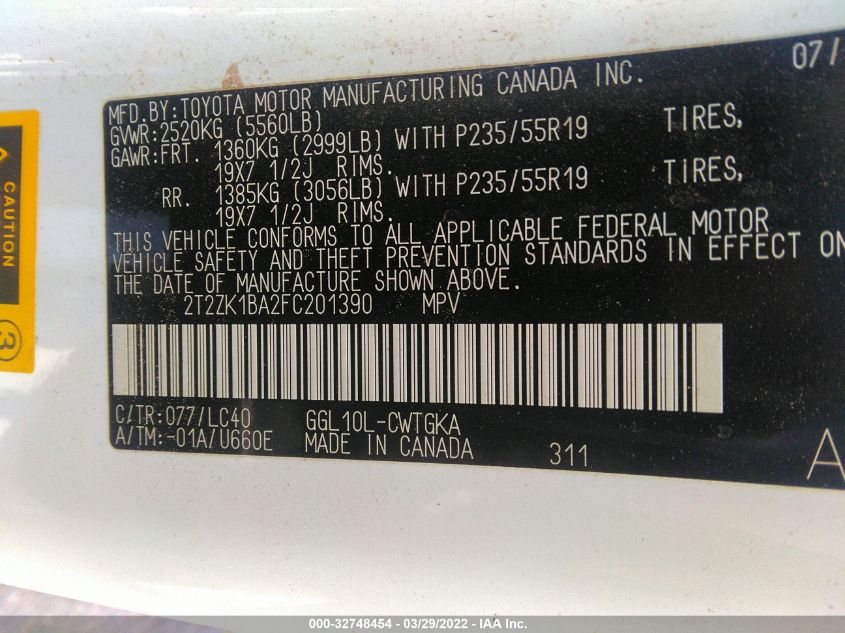 07/
MFD.BY:TOYOTA MOTOR MANUFACTURING CANADA INC.
GVWR:2520KG (5560LB)
GAWR:FRT. 1360KG (2999LB) WITH P235/55R19 TIRES,
19X7 1/2J RIMS.
RR. 1385KG (3056LB) WITH P235/55R19 TIRES,
19X7 1/2J RIMS.
THIS VEHICLE CONFORMS TO ALL APPLICABLE FEDERAL MOTOR
VEHICLE SAFETY AND THEFT PREVENTION STANDARDS IN EFFECT ON
THE DATE OF MANUFACTURE SHOWN ABOVE.
2T2ZK1BA2FC201390 MPV
C/TR:077/LC40 GGL10L-CWTGKA
A/TM:-01A/U660E MADE IN CANADA 311
A
CAUTION
3
000-32748454 - 03/29/2022 - IAA Inc.